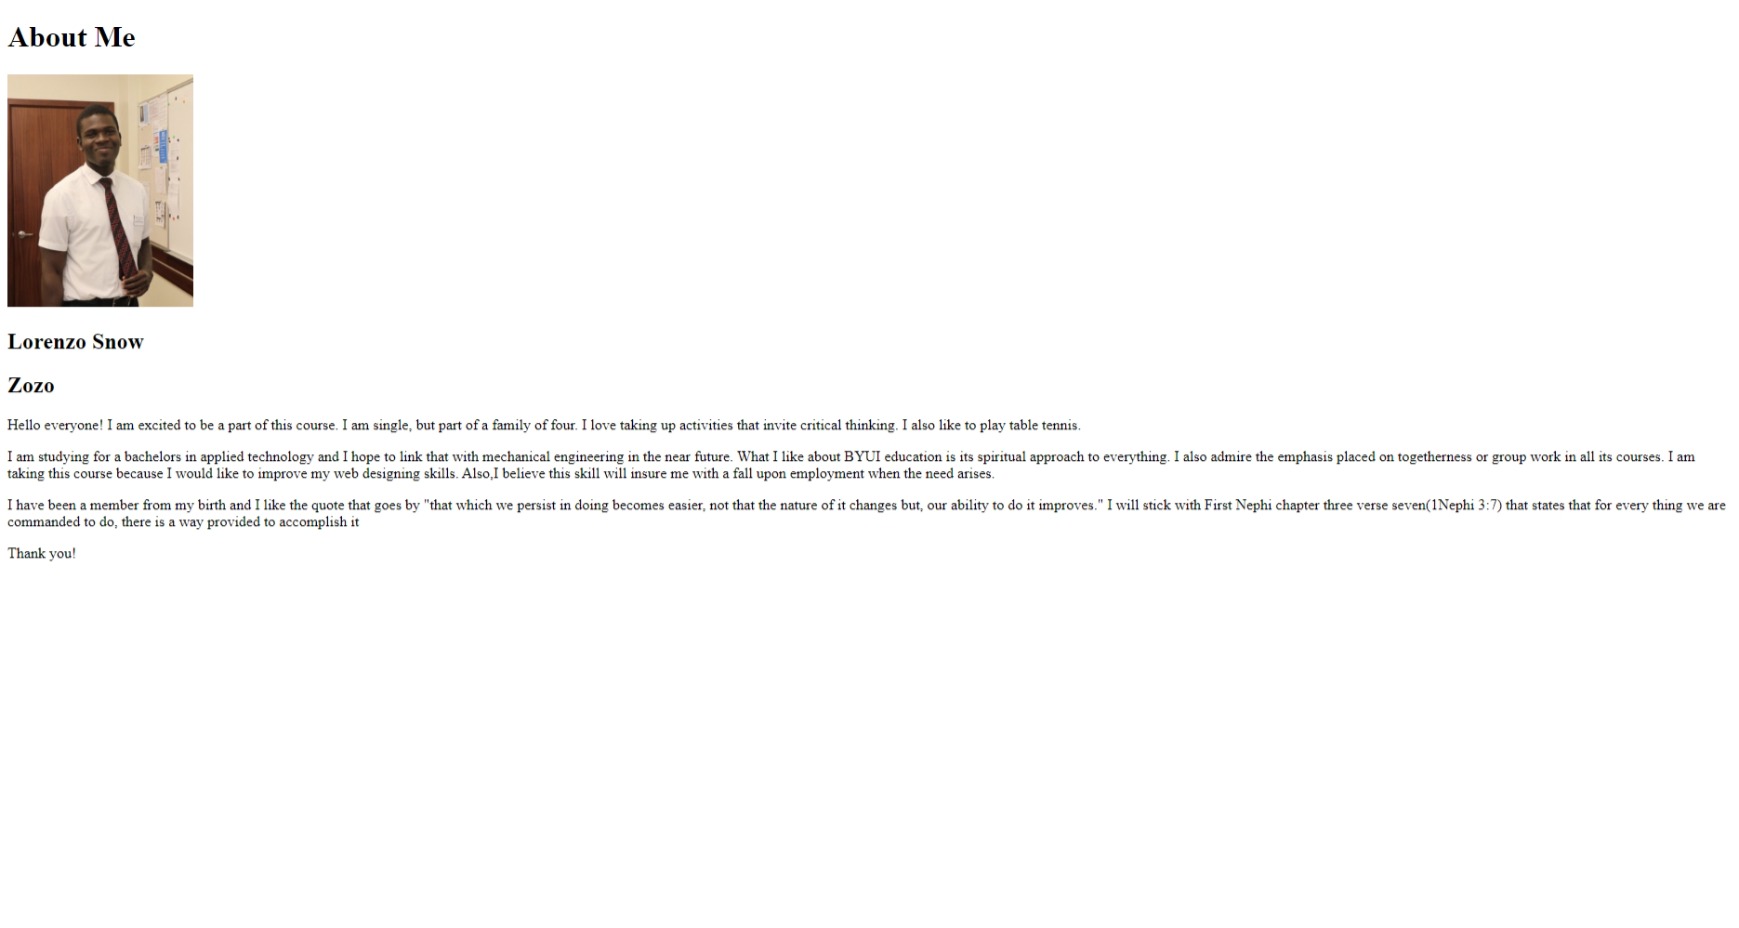 About Me
Lorenzo Snow
Zozo
Hello everyone! I am excited to be a part of this course. I am single, but part of a family of four. I love taking up activities that invite critical thinking. I also like to play table tennis.
I am studying for a bachelors in applied technology and I hope to link that with mechanical engineering in the near future. What I like about BYUI education is its spiritual approach to everything. I also admire the emphasis placed on togetherness or group work in all its courses. I am
taking this course because I would like to improve my web designing skills. Also,I believe this skill will insure me with a fall upon employment when the need arises.
I have been a member from my birth and I like the quote that goes by "that which we persist in doing becomes easier, not that the nature of it changes but, our ability to do it improves." I will stick with First Nephi chapter three verse seven(1Nephi 3:7) that states that for every thing we are
commanded to do, there is a way provided to accomplish it
Thank you!